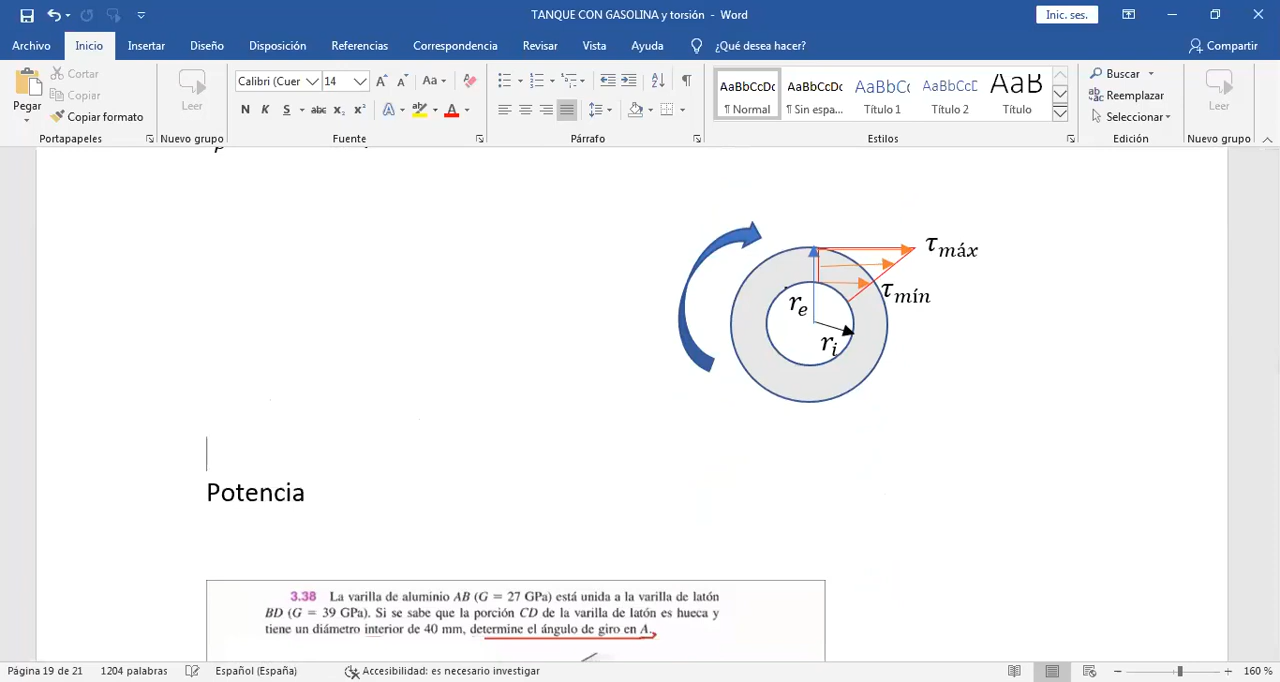 TANQUE CON GASOLINA y torsión - Word
Inic. ses.
Archivo Inicio Insertar Diseño Disposición Referencias Correspondencia Revisar Vista Ayuda ¿Qué desea hacer? Compartir
Pegar
Cortar
Copiar
Copiar formato
Leer
Calibri (Cuer 14
N K S abc x₂ x²
AaBbCcDc AaBbCcDc AaBbCc AaBbCcD AaB
¶ Normal ¶ Sin espa... Título 1 Título 2 Título
Buscar
Reemplazar
Seleccionar
Leer
Portapapeles Nuevo grupo Fuente Párrafo Estilos Edición Nuevo grupo
τmáx
τmín
re
ri
Potencia
3.38 La varilla de aluminio AB (G = 27 GPa) está unida a la varilla de latón
BD (G = 39 GPa). Si se sabe que la porción CD de la varilla de latón es hueca y
tiene un diámetro interior de 40 mm, determine el ángulo de giro en A.
Página 19 de 21 1204 palabras Español (España) Accesibilidad: es necesario investigar 160 %